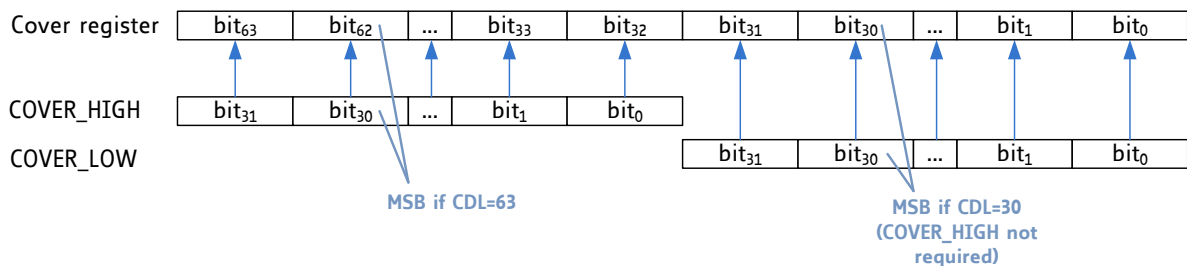 Cover register bit63 bit62 ... bit33 bit32 bit31 bit30 ... bit1 bit0
COVER_HIGH bit31 bit30 ... bit1 bit0
COVER_LOW bit31 bit30 ... bit1 bit0
MSB if CDL=63
MSB if CDL=30
(COVER_HIGH not
required)